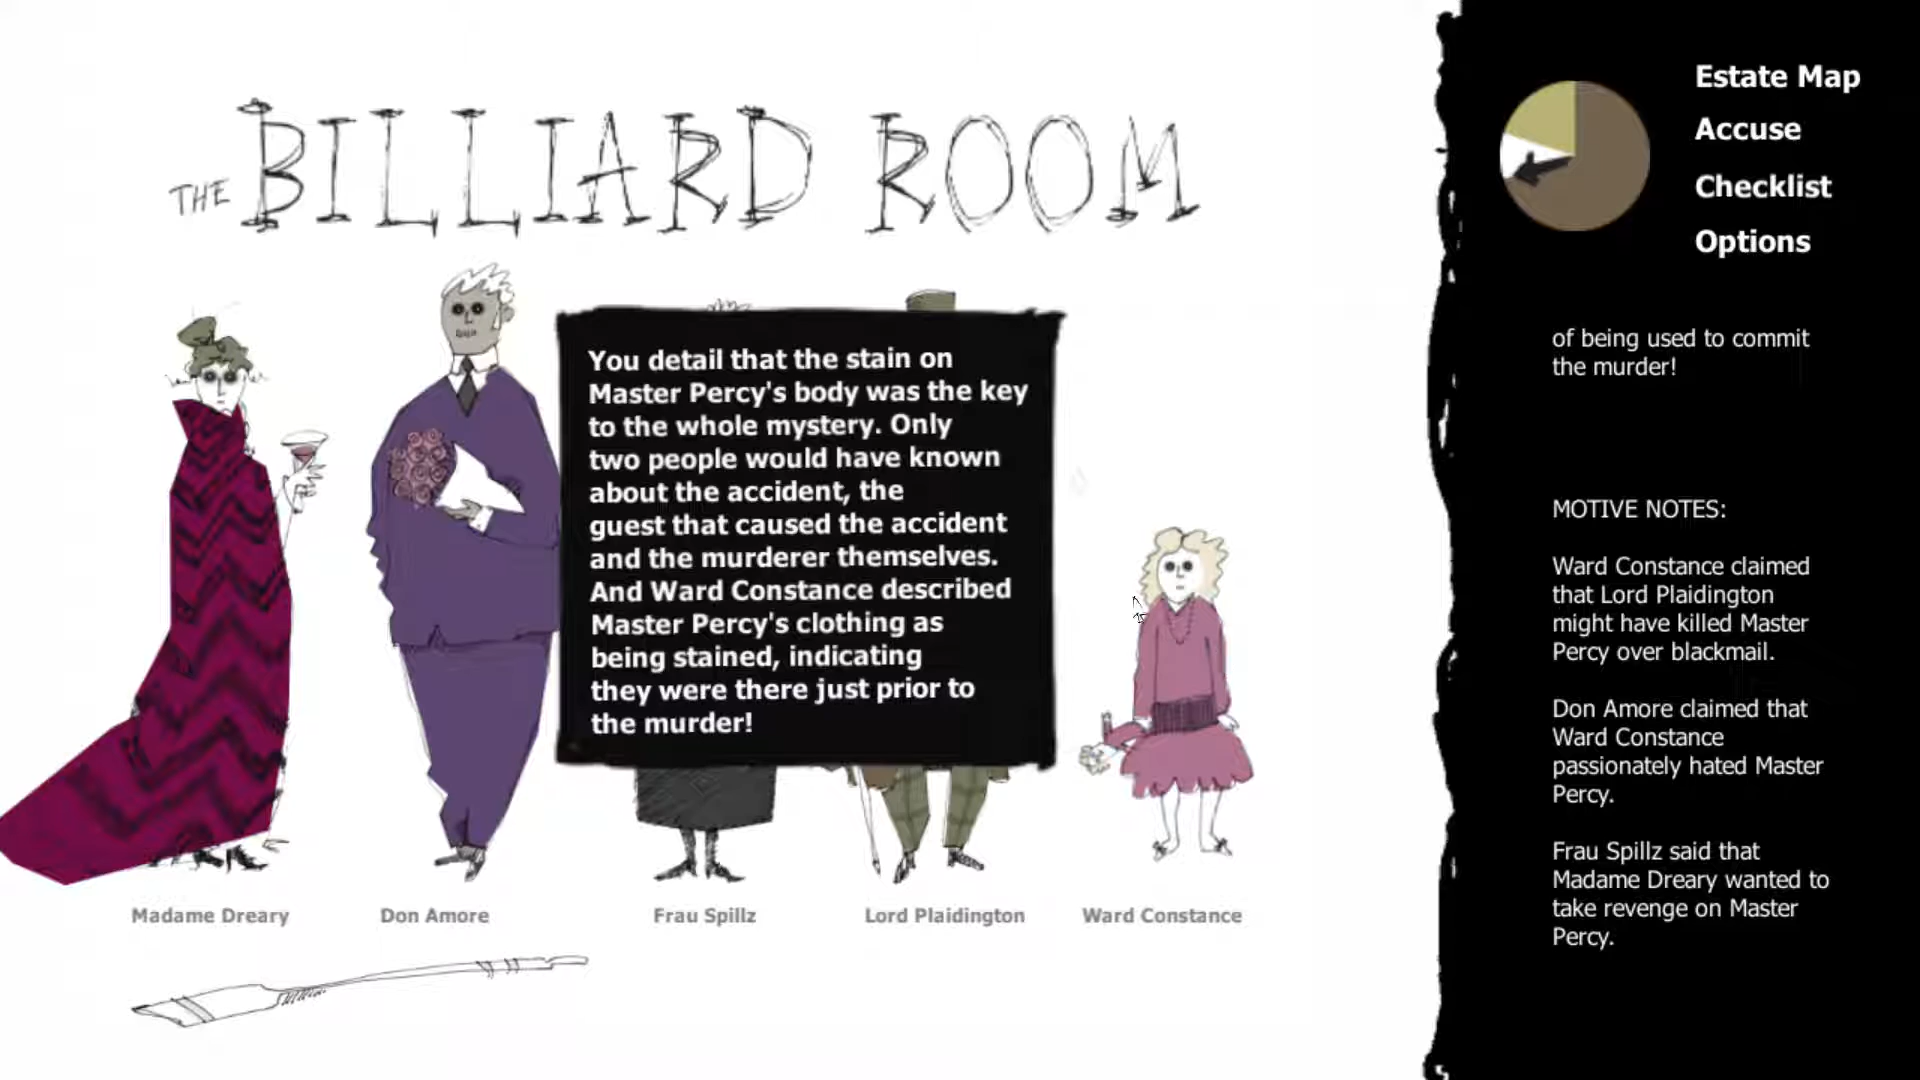 THE BILLIARD ROOM
You detail that the stain on
Master Percy's body was the key
to the whole mystery. Only
two people would have known
about the accident, the
guest that caused the accident
and the murderer themselves.
And Ward Constance described
Master Percy's clothing as
being stained, indicating
they were there just prior to
the murder!
Madame Dreary
Don Amore
Frau Spillz
Lord Plaidington
Ward Constance
Estate Map
Accuse
Checklist
Options
of being used to commit
the murder!
MOTIVE NOTES:
Ward Constance claimed
that Lord Plaidington
might have killed Master
Percy over blackmail.
Don Amore claimed that
Ward Constance
passionately hated Master
Percy.
Frau Spillz said that
Madame Dreary wanted to
take revenge on Master
Percy.